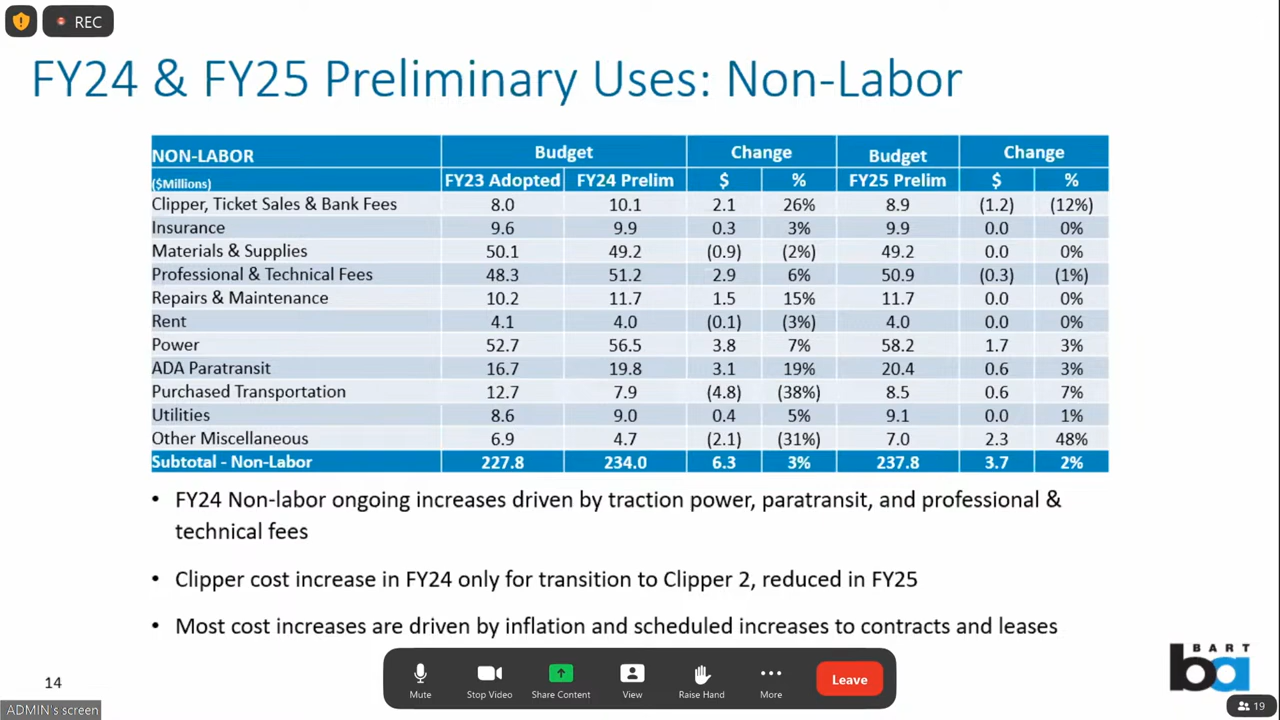 REC
FY24 & FY25 Preliminary Uses: Non-Labor
NON-LABOR Budget Change Budget Change
($Millions) FY23 Adopted FY24 Prelim $ % FY25 Prelim $ %
Clipper, Ticket Sales & Bank Fees 8.0 10.1 2.1 26% 8.9 (1.2) (12%)
Insurance 9.6 9.9 0.3 3% 9.9 0.0 0%
Materials & Supplies 50.1 49.2 (0.9) (2%) 49.2 0.0 0%
Professional & Technical Fees 48.3 51.2 2.9 6% 50.9 (0.3) (1%)
Repairs & Maintenance 10.2 11.7 1.5 15% 11.7 0.0 0%
Rent 4.1 4.0 (0.1) (3%) 4.0 0.0 0%
Power 52.7 56.5 3.8 7% 58.2 1.7 3%
ADA Paratransit 16.7 19.8 3.1 19% 20.4 0.6 3%
Purchased Transportation 12.7 7.9 (4.8) (38%) 8.5 0.6 7%
Utilities 8.6 9.0 0.4 5% 9.1 0.0 1%
Other Miscellaneous 6.9 4.7 (2.1) (31%) 7.0 2.3 48%
Subtotal - Non-Labor 227.8 234.0 6.3 3% 237.8 3.7 2%
• FY24 Non-labor ongoing increases driven by traction power, paratransit, and professional &
technical fees
• Clipper cost increase in FY24 only for transition to Clipper 2, reduced in FY25
• Most cost increases are driven by inflation and scheduled increases to contracts and leases
BART
ba
14
Mute Stop Video Share Content View Raise Hand More Leave
ADMIN's screen
19